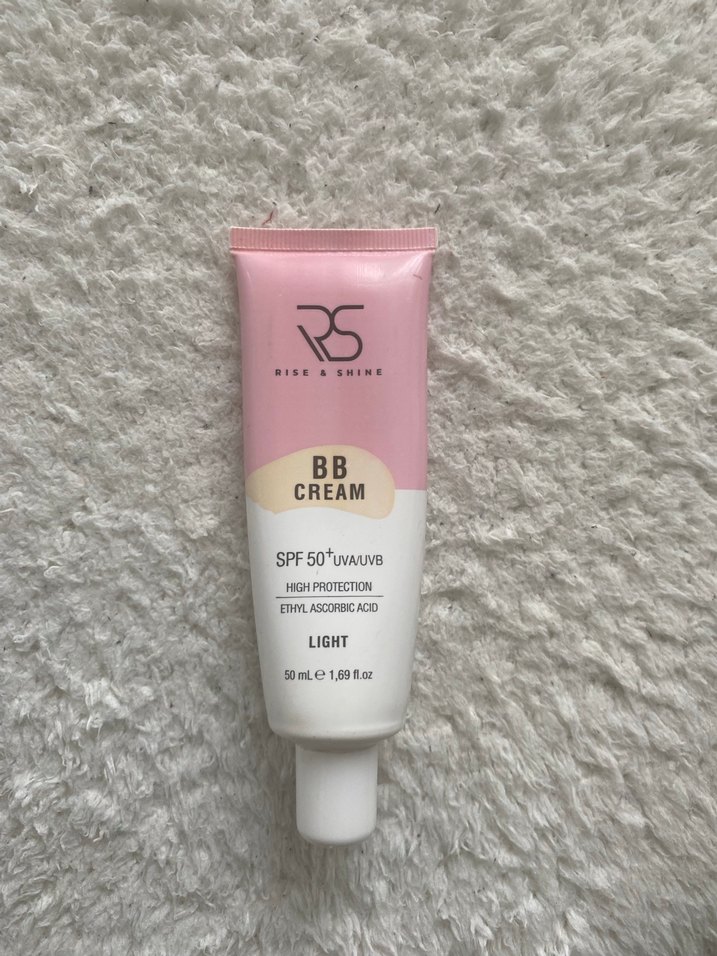 RS
RISE & SHINE
BB
CREAM
SPF 50+ UVA/UVB
HIGH PROTECTION
ETHYL ASCORBIC ACID
LIGHT
50 mL ℮ 1,69 fl.oz